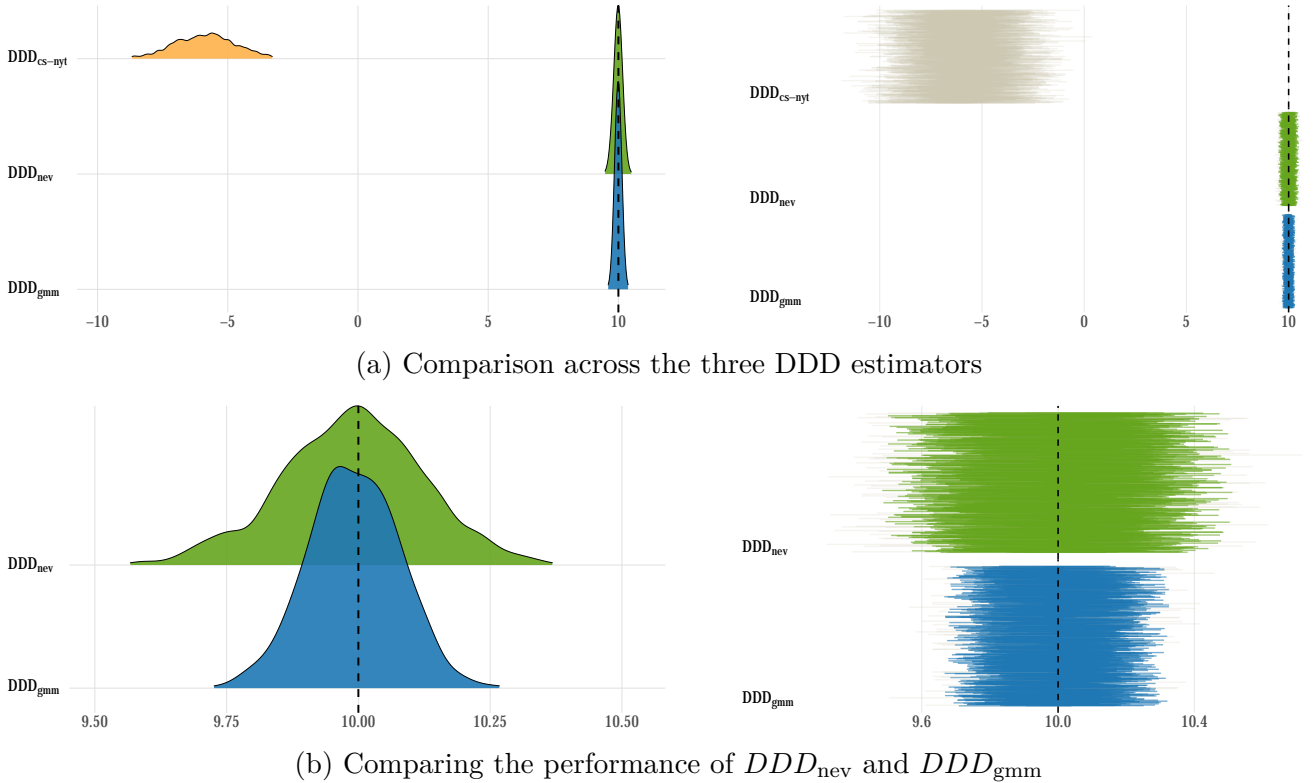 DDD_cs−nyt
DDD_nev
DDD_gmm
−10 −5 0 5 10
DDD_cs−nyt
DDD_nev
DDD_gmm
−10 −5 0 5 10
(a) Comparison across the three DDD estimators
DDD_nev
DDD_gmm
9.50 9.75 10.00 10.25 10.50
DDD_nev
DDD_gmm
9.6 10.0 10.4
(b) Comparing the performance of DDD_nev and DDD_gmm